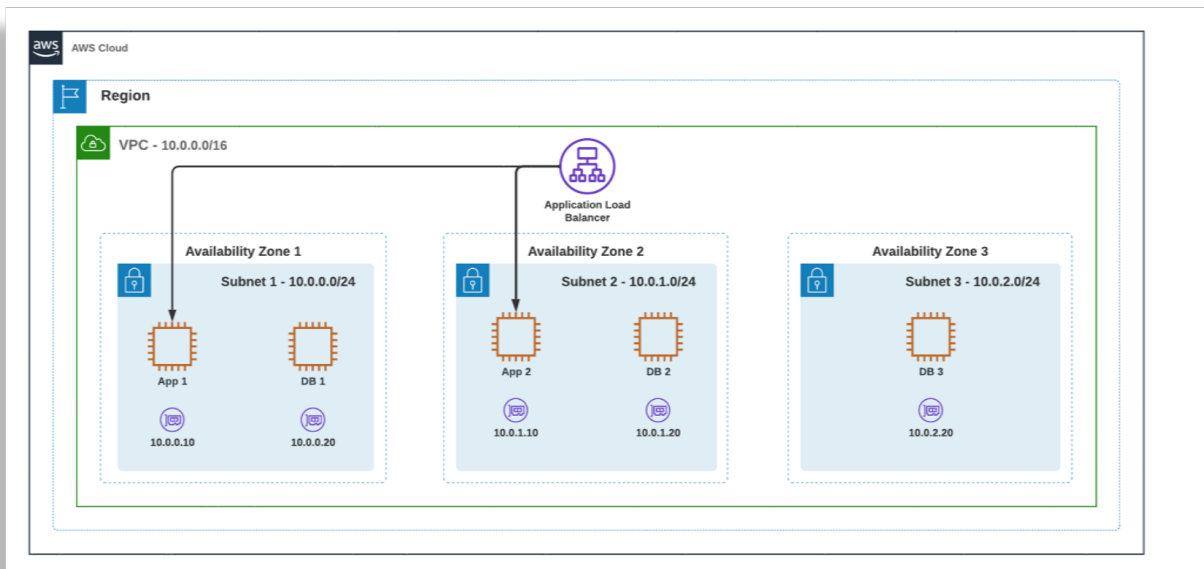 aws
AWS Cloud
Region
VPC - 10.0.0.0/16
Application Load
Balancer
Availability Zone 1
Subnet 1 - 10.0.0.0/24
App 1
DB 1
10.0.0.10
10.0.0.20
Availability Zone 2
Subnet 2 - 10.0.1.0/24
App 2
DB 2
10.0.1.10
10.0.1.20
Availability Zone 3
Subnet 3 - 10.0.2.0/24
DB 3
10.0.2.20